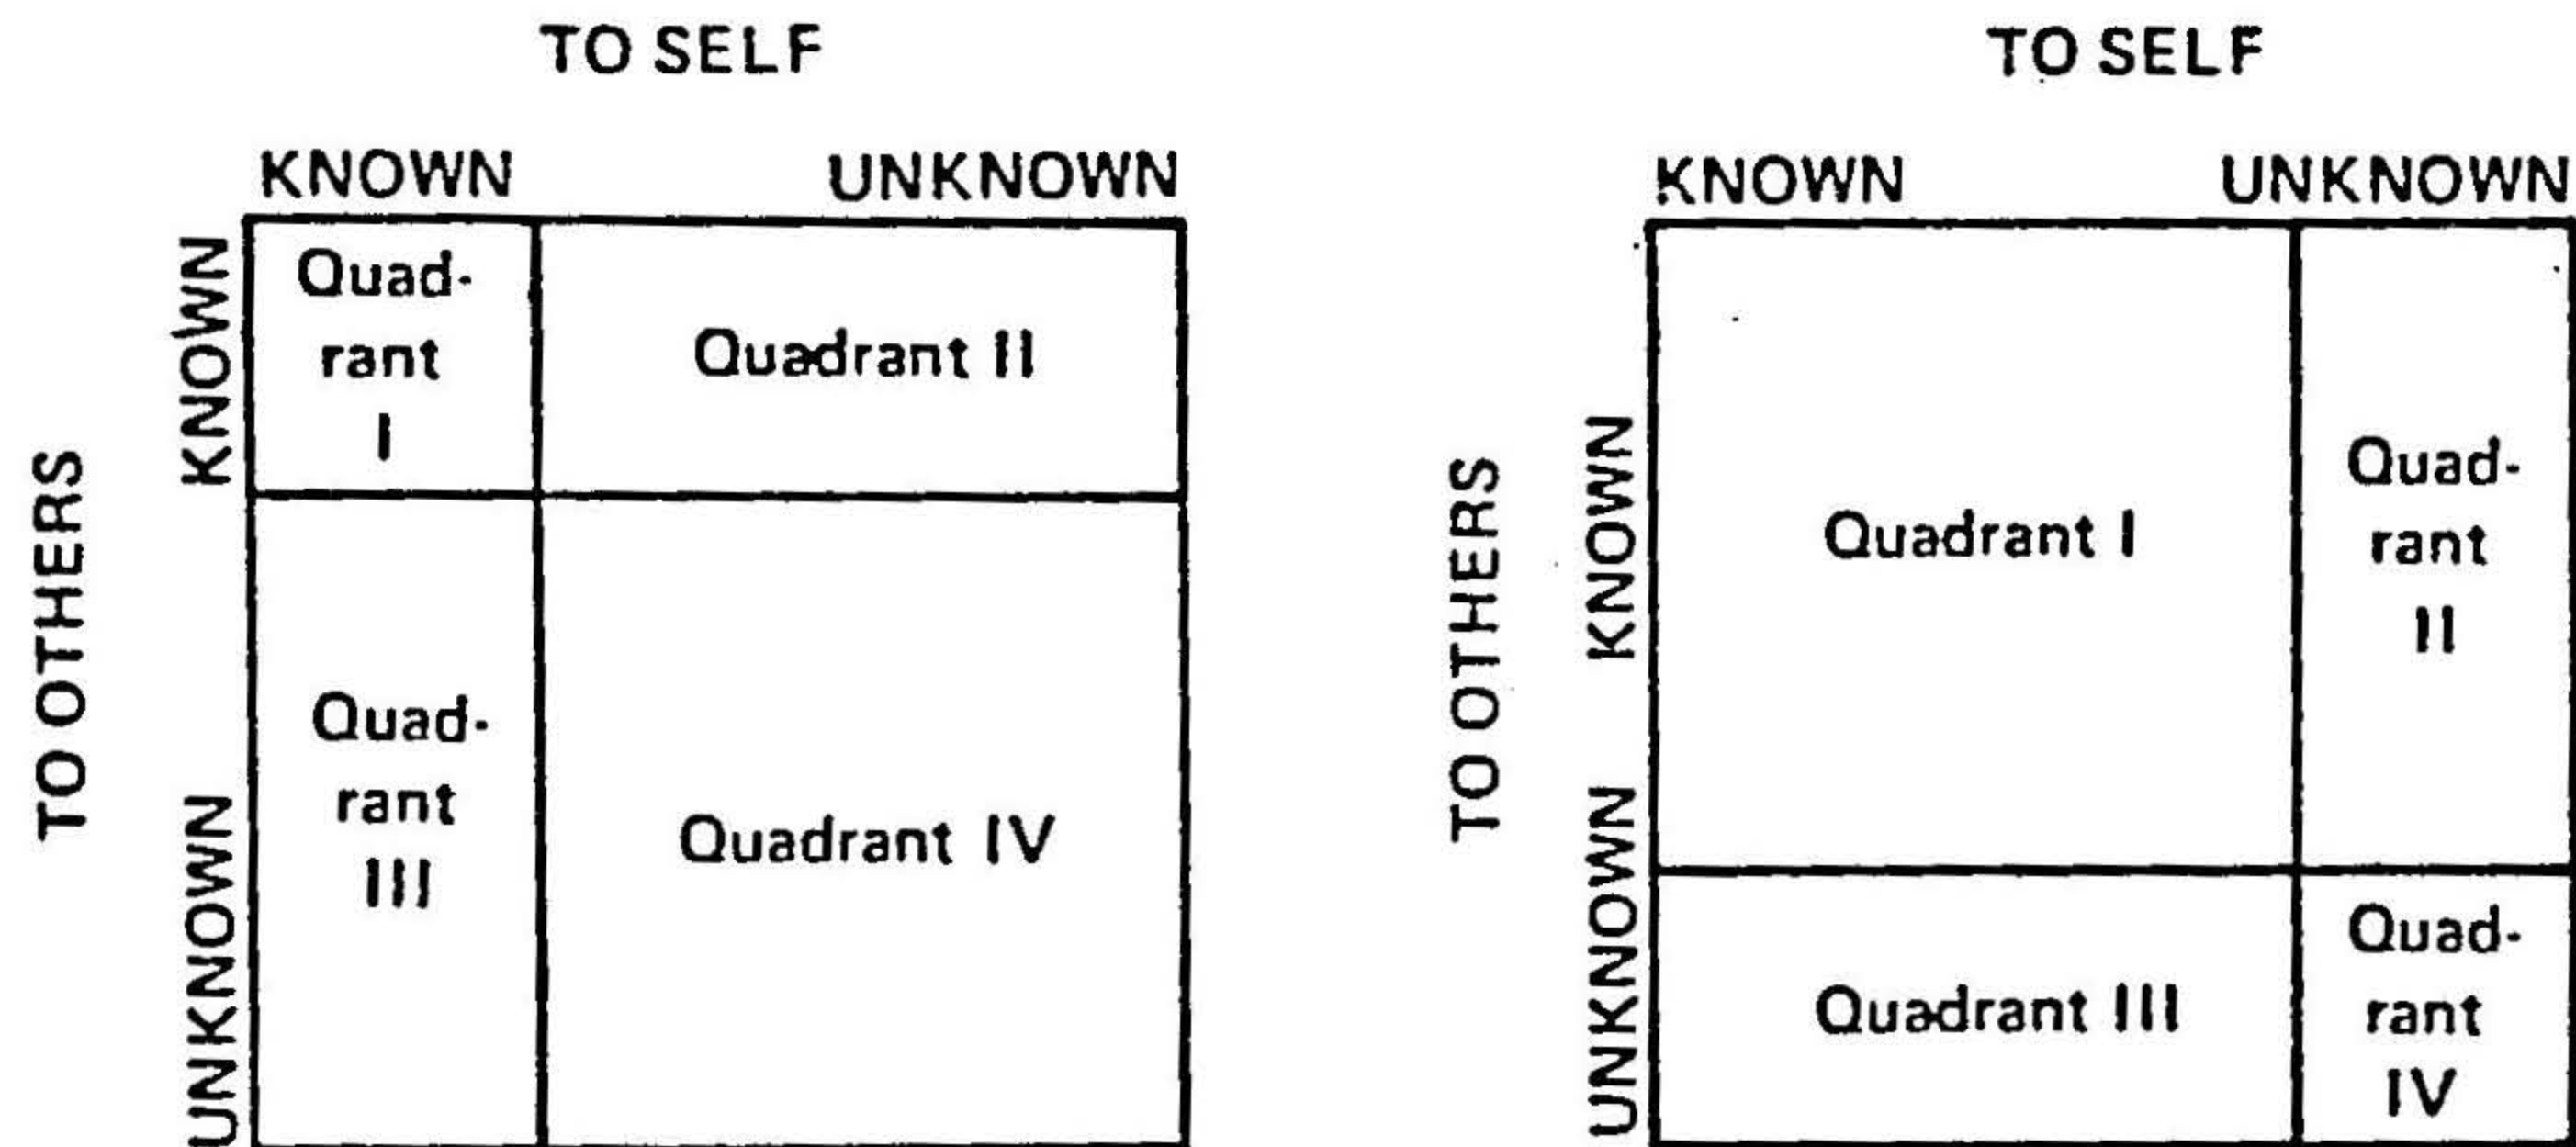 TO SELF
KNOWN UNKNOWN
TO OTHERS
KNOWN
UNKNOWN
Quad-
rant
I
Quadrant II
Quad-
rant
III
Quadrant IV
TO SELF
KNOWN UNKNOWN
TO OTHERS
KNOWN
UNKNOWN
Quadrant I
Quad-
rant
II
Quadrant III
Quad-
rant
IV